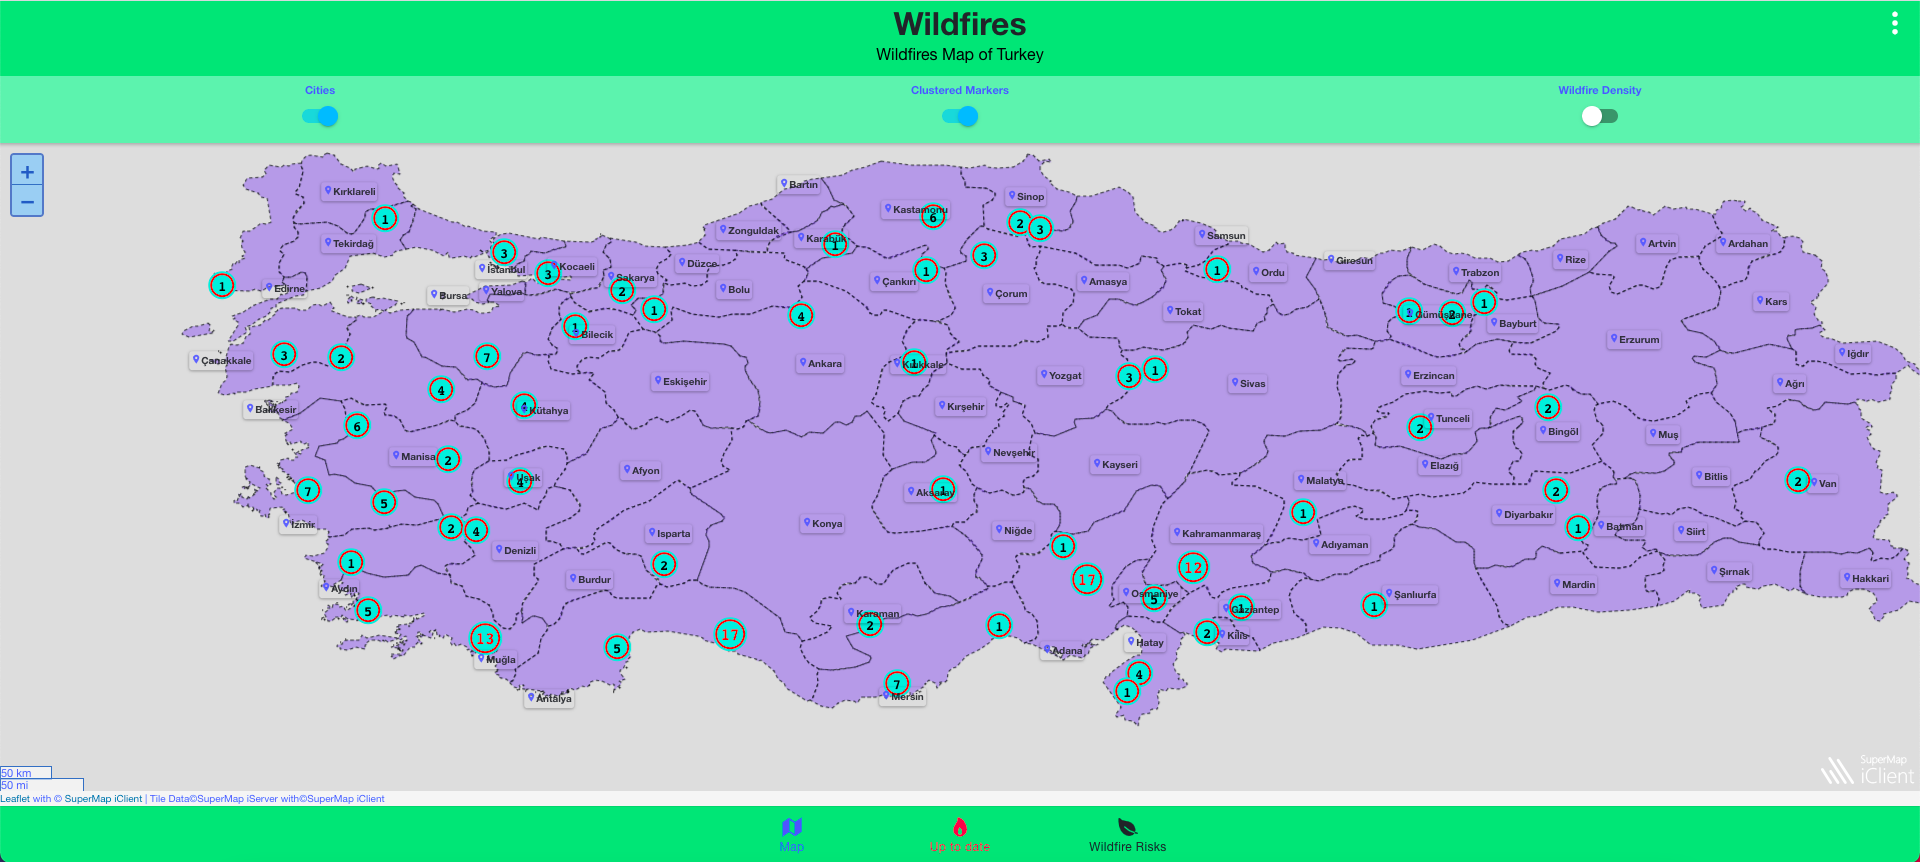 Wildfires
Wildfires Map of Turkey
Cities
Clustered Markers
Wildfire Density
+
−
Bartın
Kırklareli
Sinop
Kastamonu
6
1
2
3
Zonguldak
Samsun
Karabük
1
Tekirdağ
Artvin
Ardahan
3
3
Giresun
Rize
Düzce
İstanbul
3
Kocaeli
1
1
Ordu
Trabzon
Sakarya
Çankırı
Amasya
1
Edirne
Yalova
2
Bolu
Bursa
Çorum
Kars
1
1
4
Tokat
1
Gümüşhane
2
1
Bayburt
1
Bilecik
Erzurum
3
2
7
Iğdır
Çanakkale
Ankara
1
Kırıkkale
Yozgat
3
1
Erzincan
Eskişehir
Sivas
Ağrı
4
4
Kütahya
Kırşehir
2
Balıkesir
6
2
Tunceli
Bingöl
Muş
Manisa
2
Nevşehir
Kayseri
Elazığ
Afyon
Uşak
4
Malatya
Bitlis
2
Van
7
5
Aksaray
1
2
1
Diyarbakır
İzmir
2
4
Konya
Niğde
Kahramanmaraş
1
Batman
Siirt
Isparta
Denizli
1
Adıyaman
1
2
12
Burdur
17
Şırnak
Hakkari
Aydın
Osmaniye
5
Mardin
Şanlıurfa
1
5
Karaman
2
1
Gaziantep
13
5
17
1
2
Kilis
Hatay
Adana
Muğla
4
7
1
Antalya
Mersin
50 km
50 mi
SuperMap
iClient
Leaflet with © SuperMap iClient | Tile Data©SuperMap iServer with©SuperMap iClient
Map
Up to date
Wildfire Risks